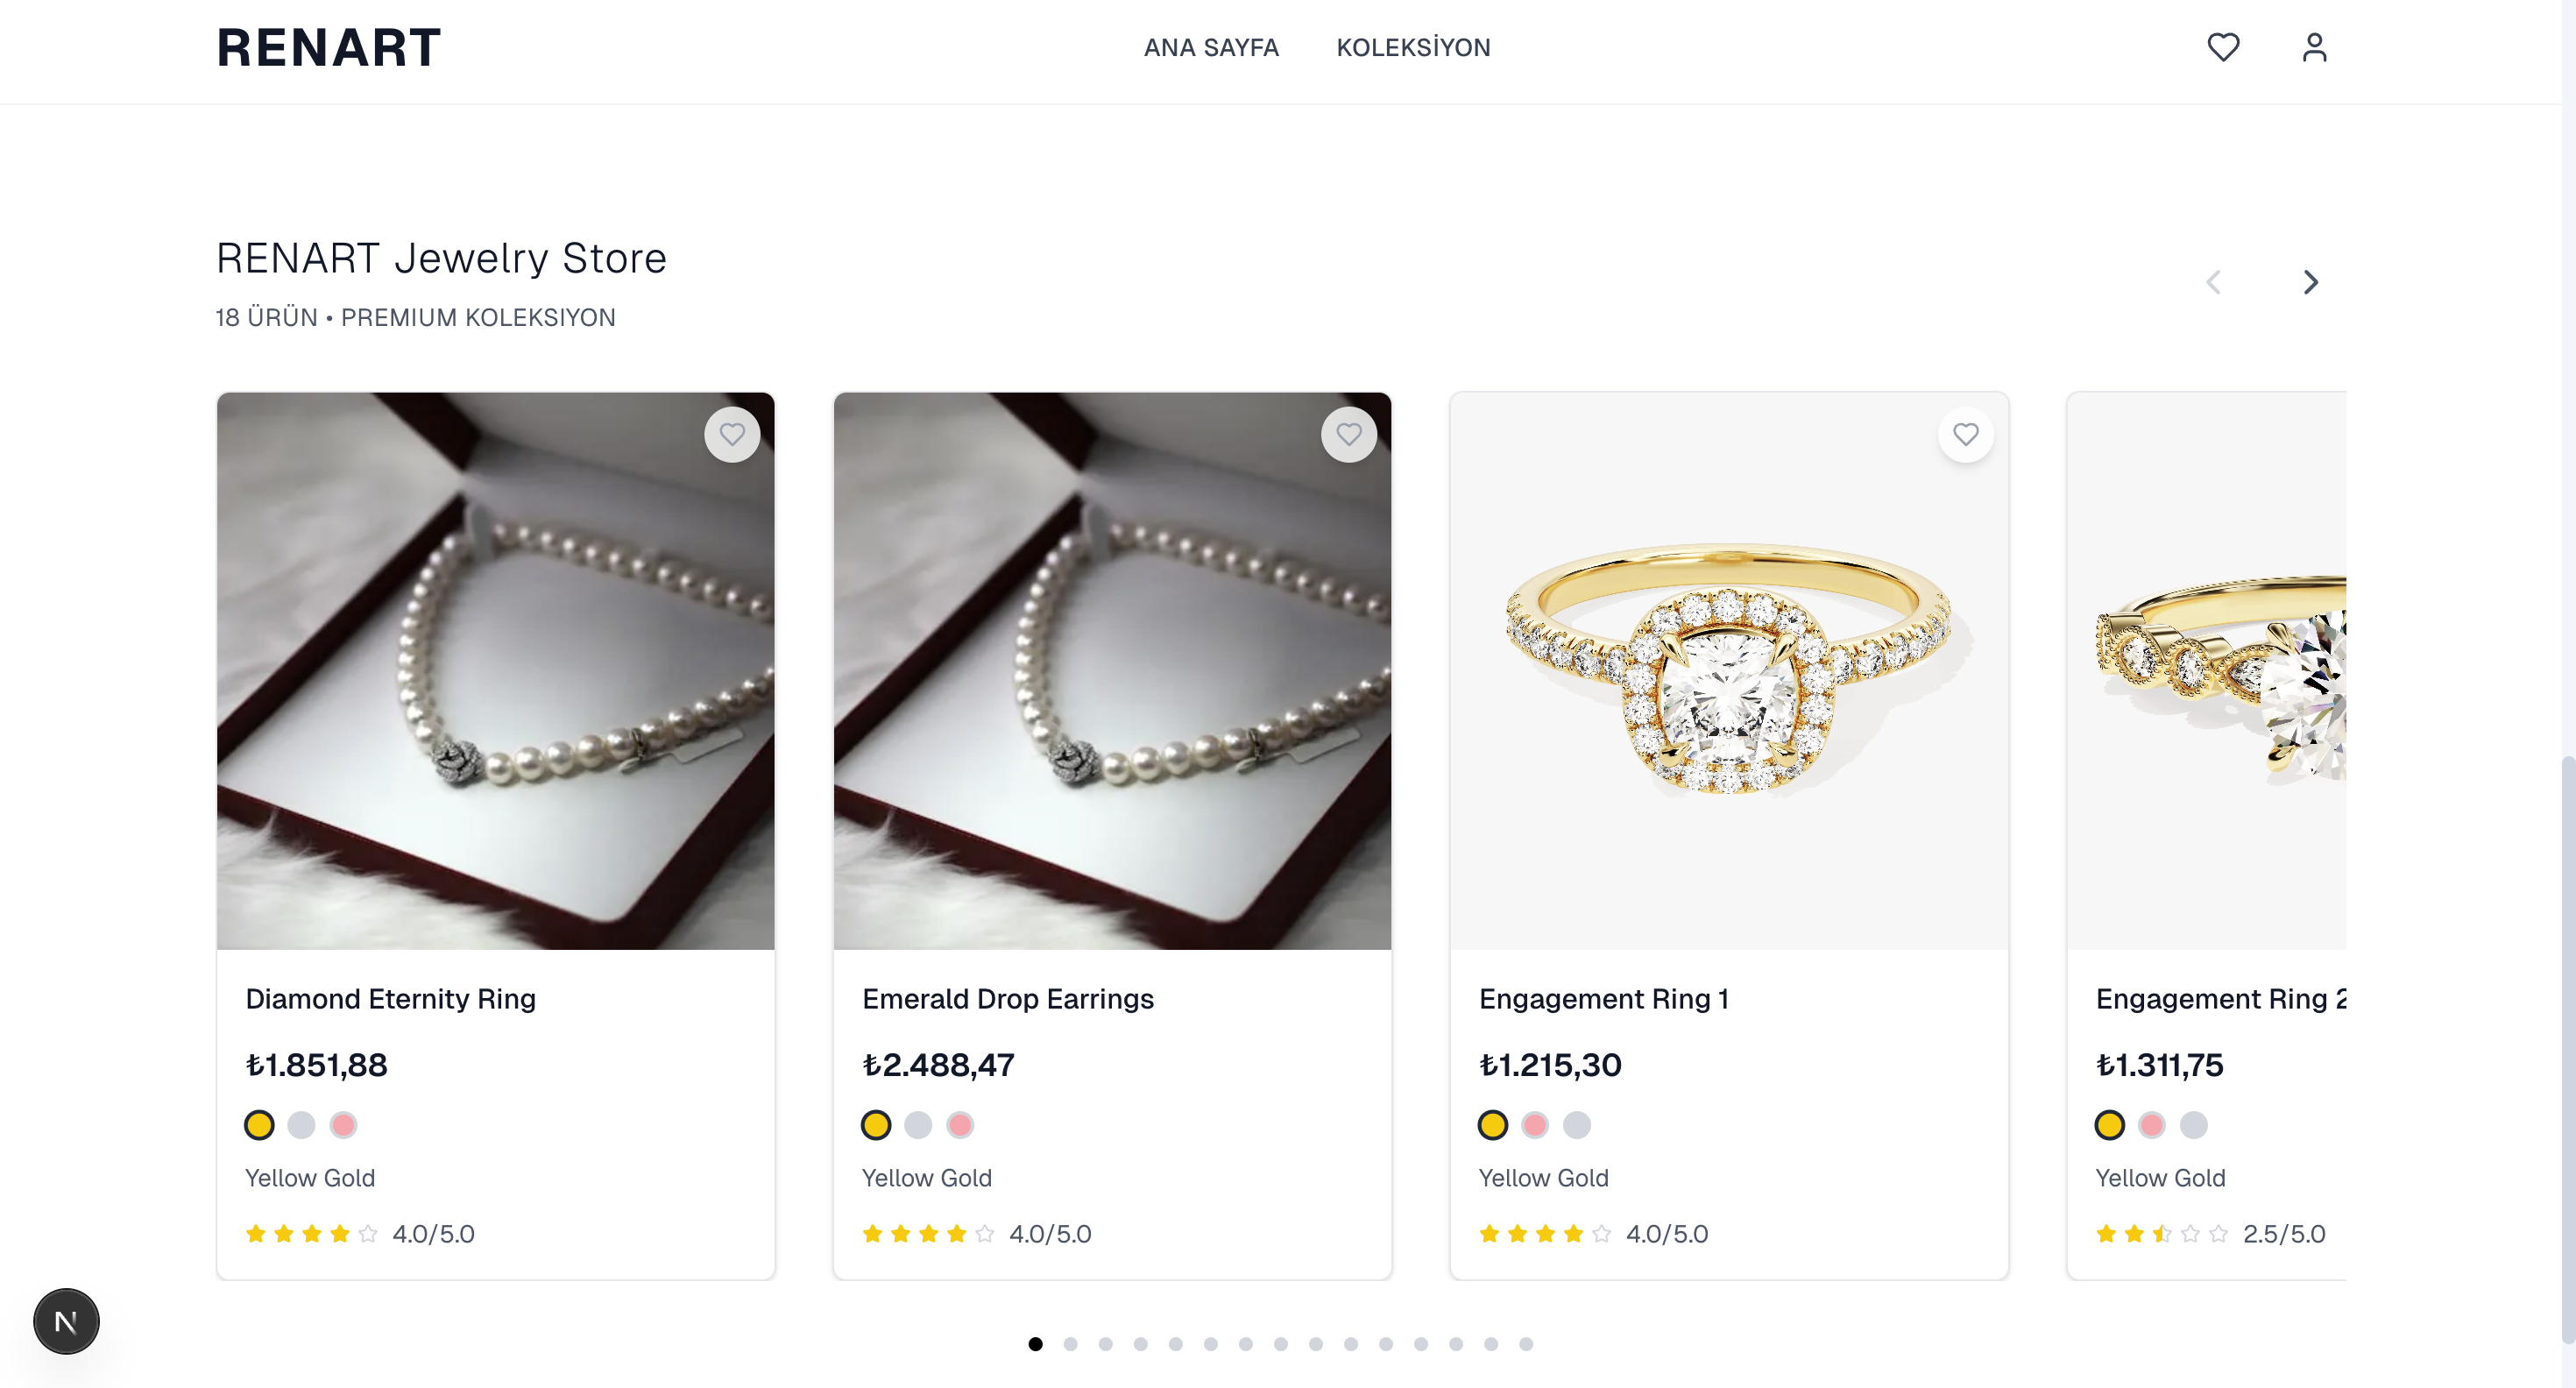 RENART
ANA SAYFA
KOLEKSİYON
RENART Jewelry Store
18 ÜRÜN • PREMIUM KOLEKSIYON
Diamond Eternity Ring
₺1.851,88
Yellow Gold
4.0/5.0
Emerald Drop Earrings
₺2.488,47
Yellow Gold
4.0/5.0
Engagement Ring 1
₺1.215,30
Yellow Gold
4.0/5.0
Engagement Ring 2
₺1.311,75
Yellow Gold
2.5/5.0
N